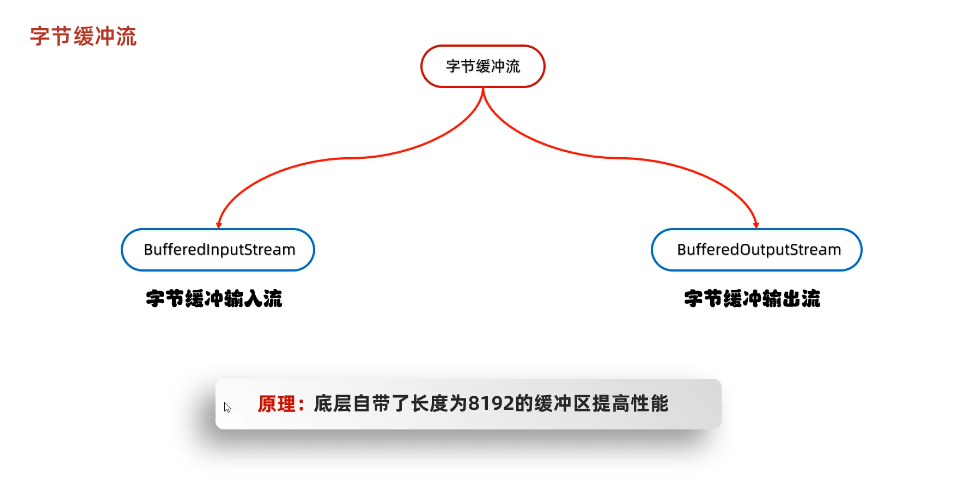 字节缓冲流
字节缓冲流
BufferedInputStream
BufferedOutputStream
字节缓冲输入流
字节缓冲输出流
原理：底层自带了长度为8192的缓冲区提高性能